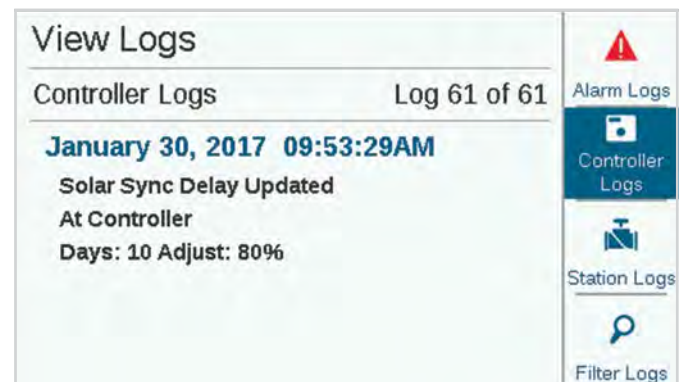 View Logs
Controller Logs Log 61 of 61
January 30, 2017 09:53:29AM
Solar Sync Delay Updated
At Controller
Days: 10 Adjust: 80%
Alarm Logs
Controller
Logs
Station Logs
Filter Logs